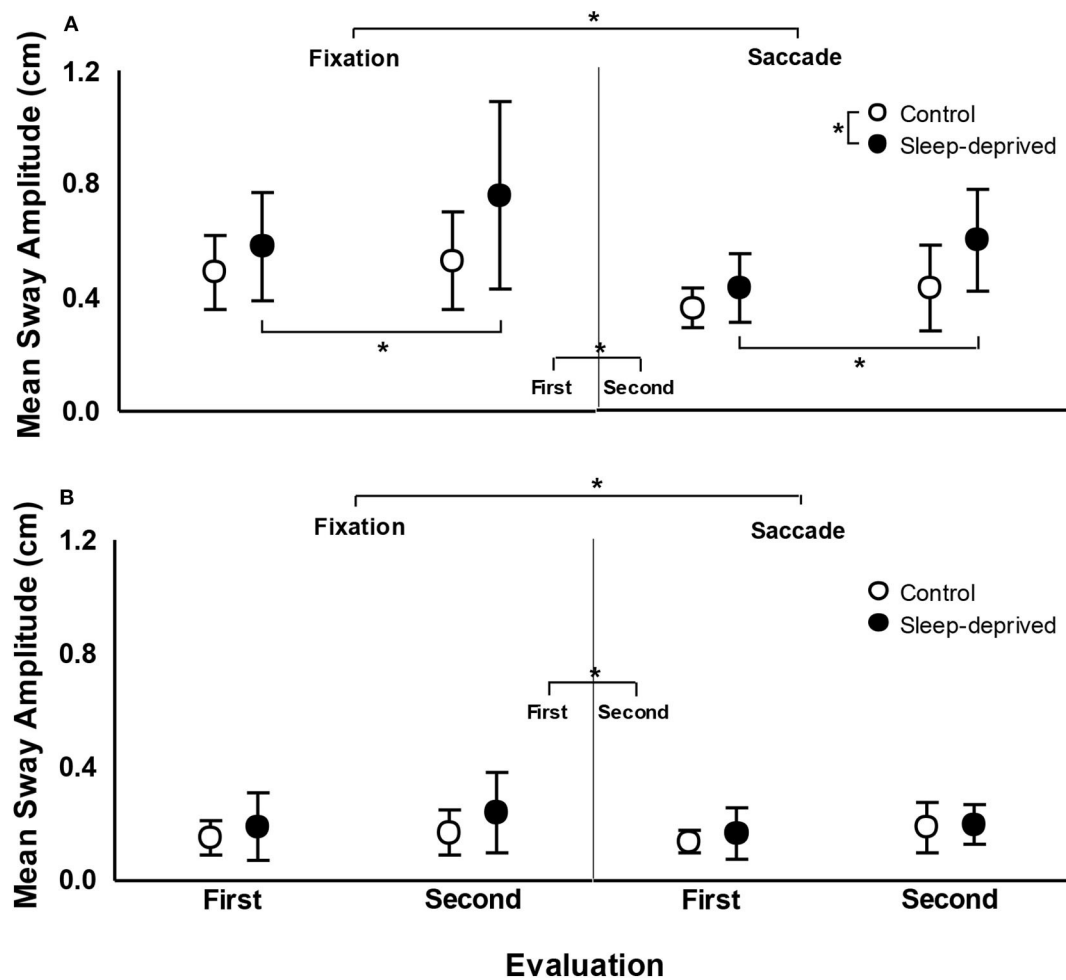 A
*
Fixation
Saccade
Mean Sway Amplitude (cm)
1.2
0.8
0.4
0.0
* Control
Sleep-deprived
*
*
*
First Second
B
*
Fixation
Saccade
Mean Sway Amplitude (cm)
1.2
0.8
0.4
0.0
Control
Sleep-deprived
*
First Second
First Second First Second
Evaluation